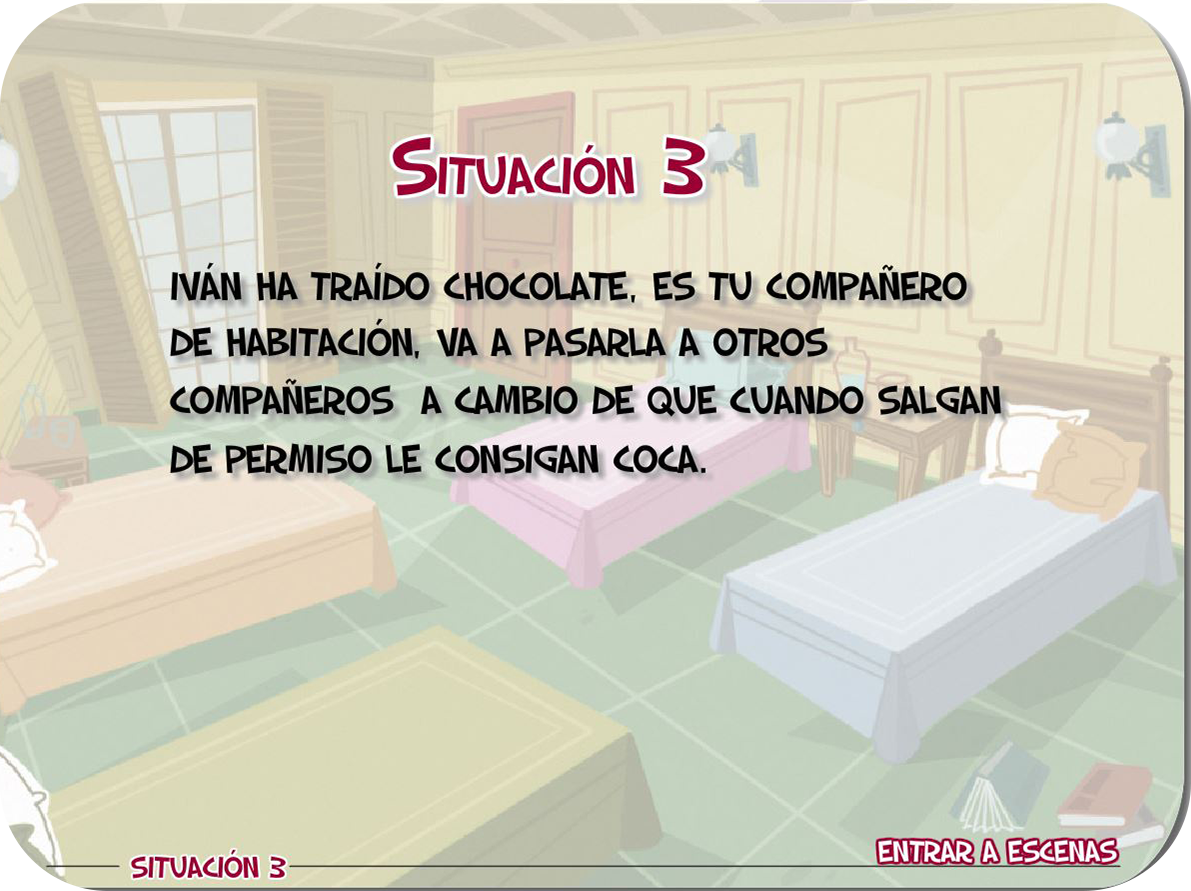 Situación 3
Iván ha traído chocolate, es tu compañero
de habitación, va a pasarla a otros
compañeros  a cambio de que cuando salgan
de permiso le consigan coca.
Situación 3
Entrar a escenas